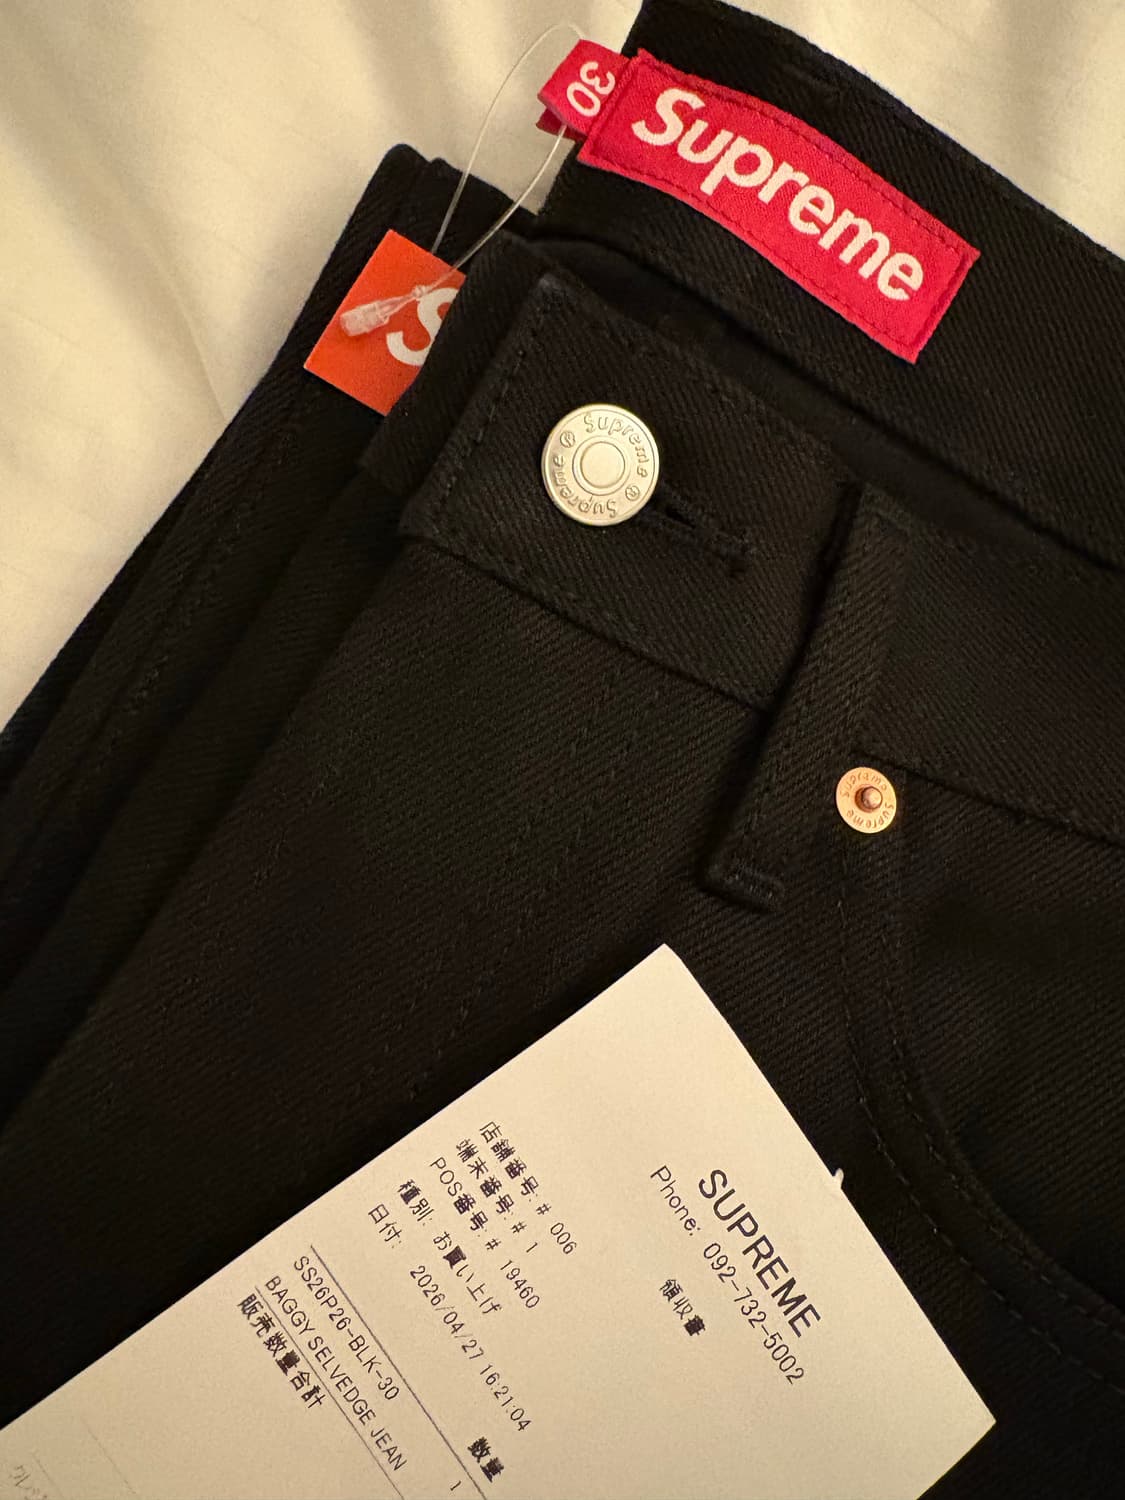 30
Supreme
S
Supreme ® Supreme ®
Supreme Supreme
SUPREME
Phone: 092-732-5002
領収書
店舗番号: # 006
端末番号: # 1
POS番号: # 19460
種別: お買い上げ
日付: 2026/04/27 16:21:04
数量
SS26P26-BLK-30
BAGGY SELVEDGE JEAN 1
販売数量合計